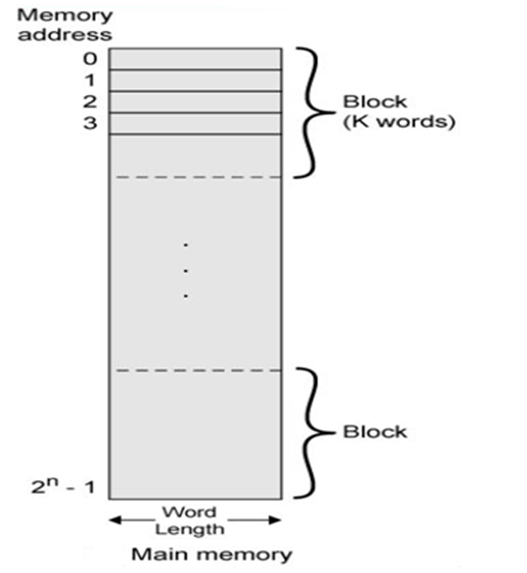 Memory
address
0
1
2
3
Block
(K words)
Block
2ⁿ - 1
Word
Length
Main memory